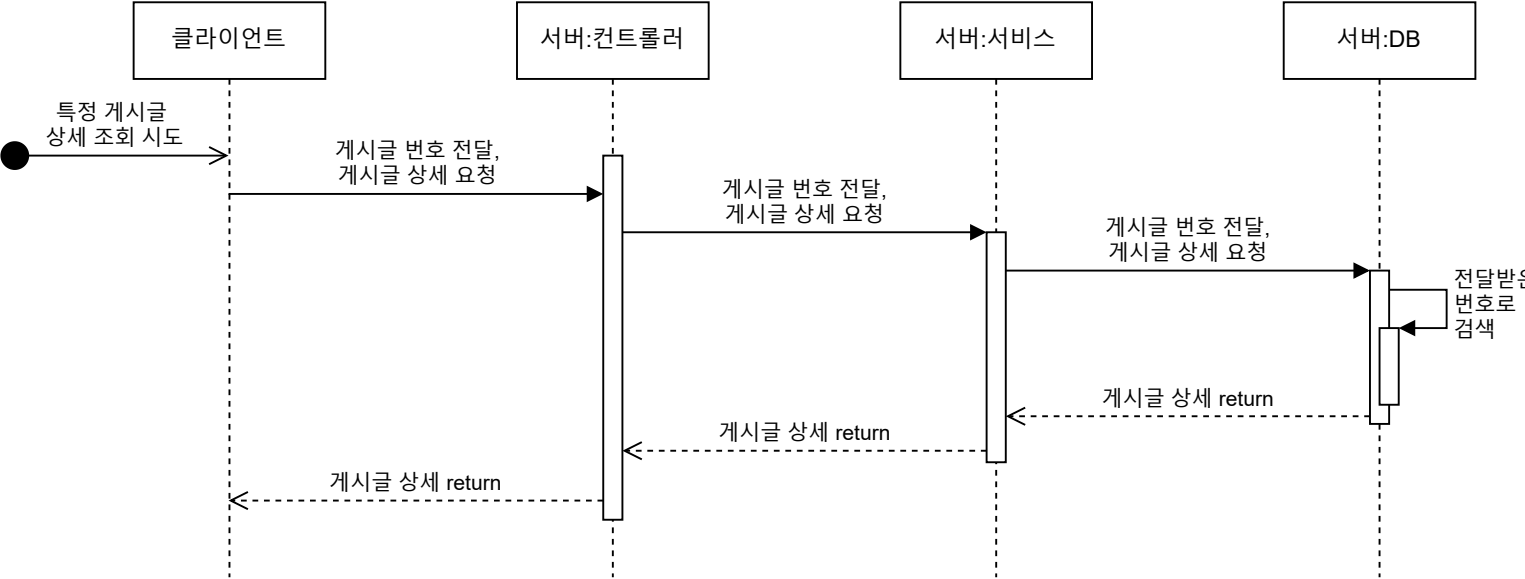 클라이언트
서버:컨트롤러
서버:서비스
서버:DB
특정 게시글
상세 조회 시도
게시글 번호 전달,
게시글 상세 요청
게시글 번호 전달,
게시글 상세 요청
게시글 번호 전달,
게시글 상세 요청
전달받은
번호로
검색
게시글 상세 return
게시글 상세 return
게시글 상세 return